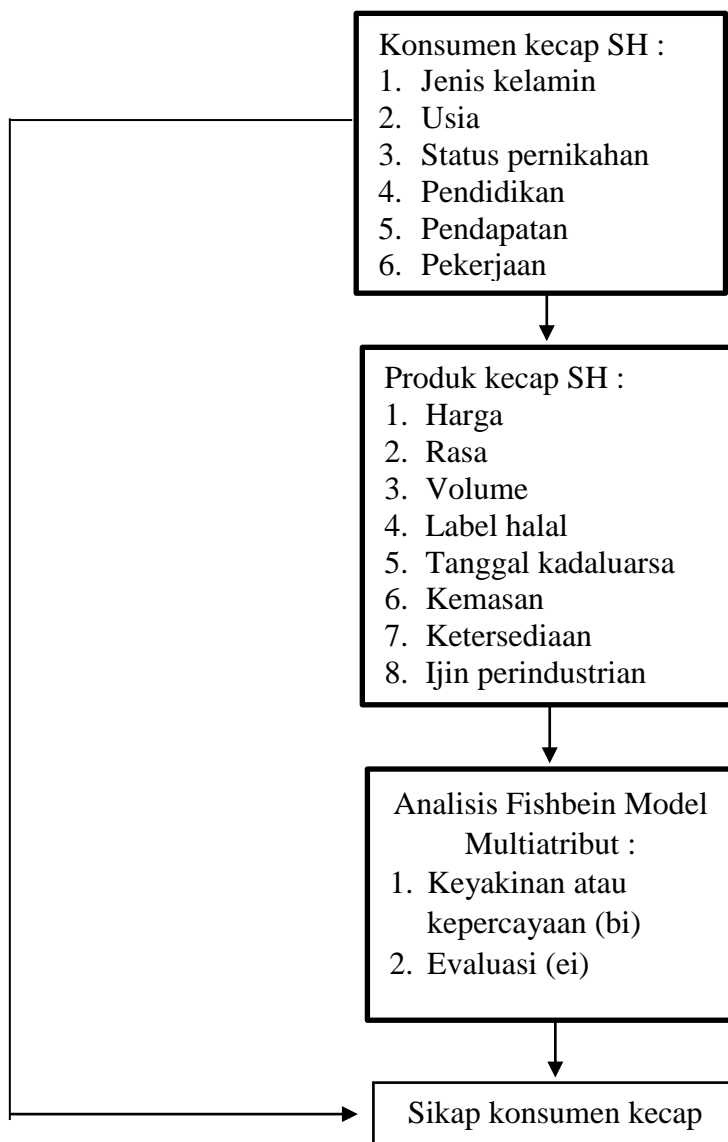 Konsumen kecap SH :
1. Jenis kelamin
2. Usia
3. Status pernikahan
4. Pendidikan
5. Pendapatan
6. Pekerjaan
Produk kecap SH :
1. Harga
2. Rasa
3. Volume
4. Label halal
5. Tanggal kadaluarsa
6. Kemasan
7. Ketersediaan
8. Ijin perindustrian
Analisis Fishbein Model
Multiatribut :
1. Keyakinan atau
kepercayaan (bi)
2. Evaluasi (ei)
Sikap konsumen kecap